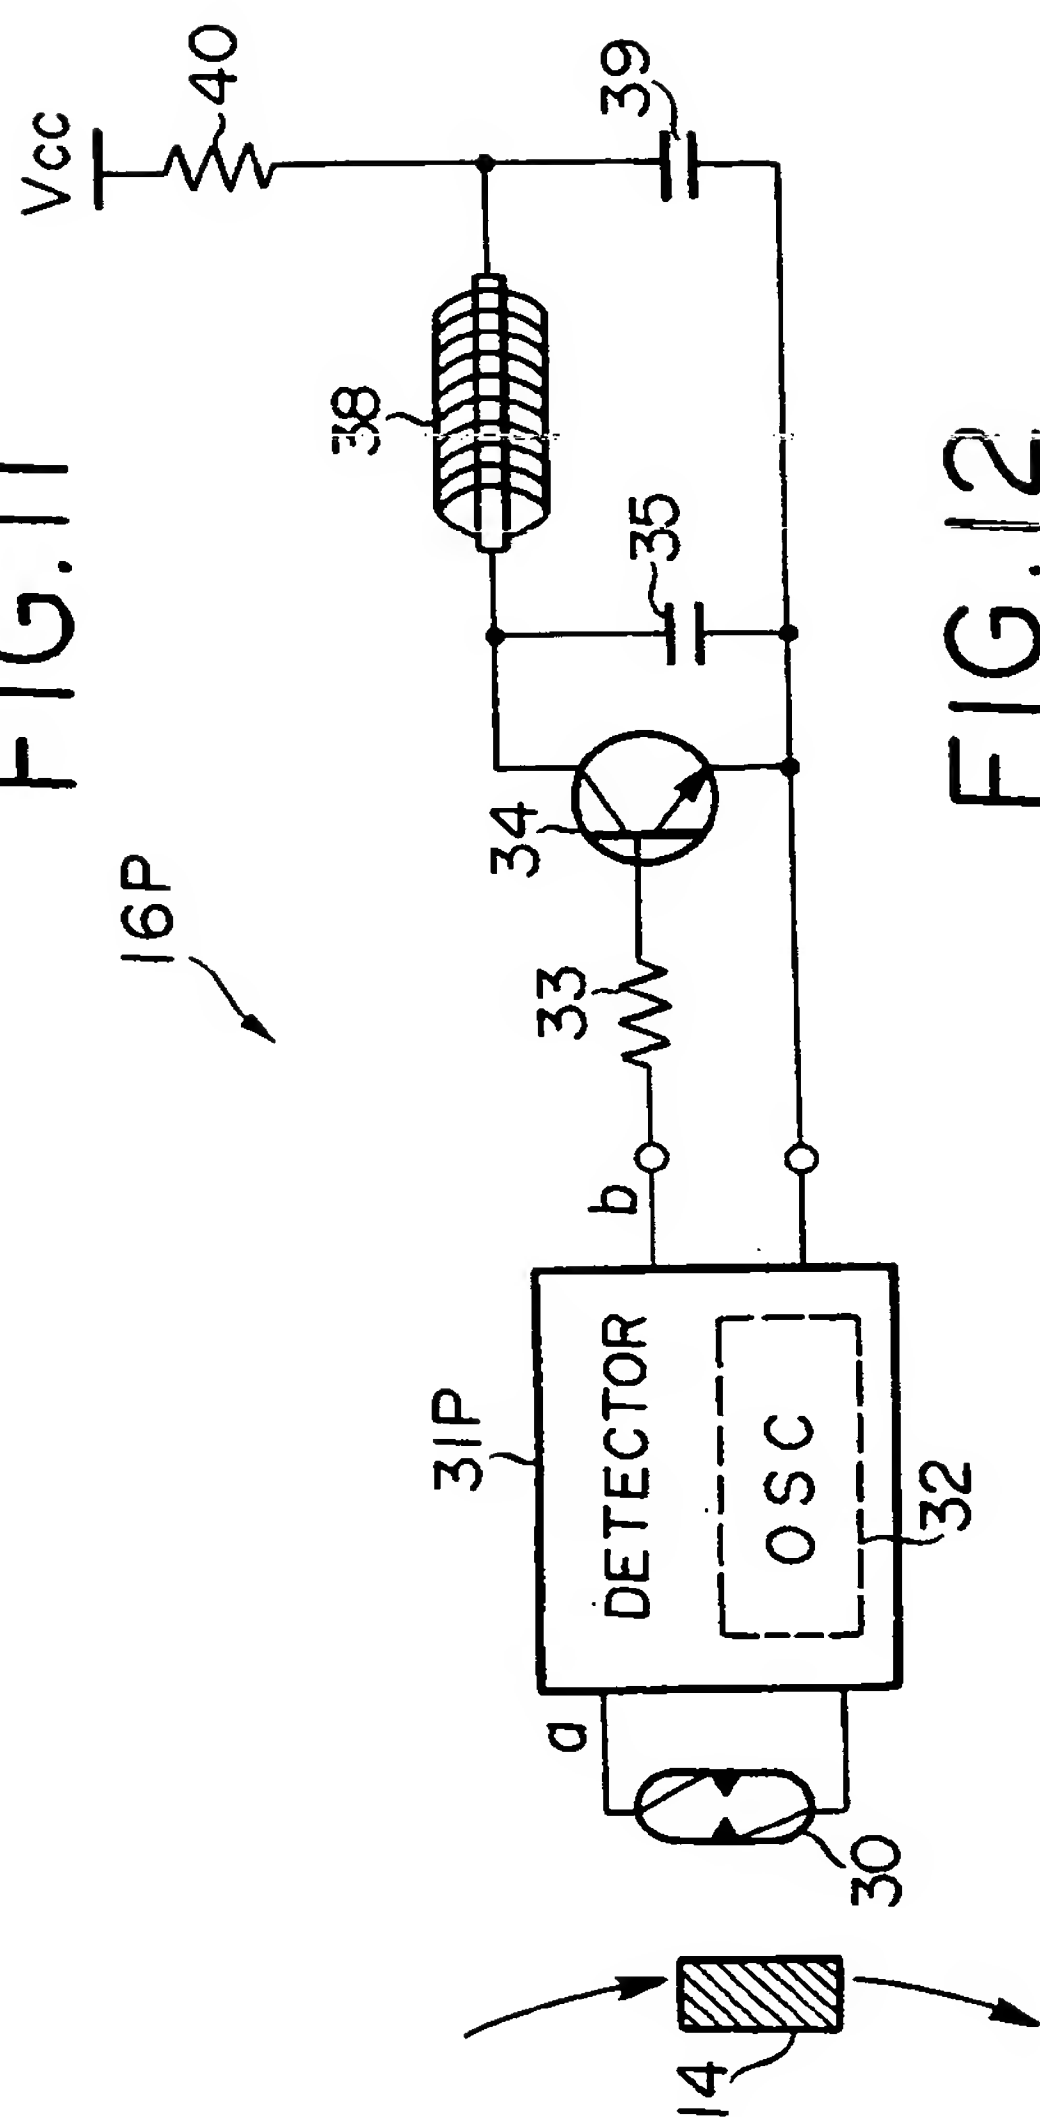 FIG.11
16P
Vcc
40
38
39
35
34
33
b
31P
DETECTOR
OSC
32
a
30
14
FIG.12